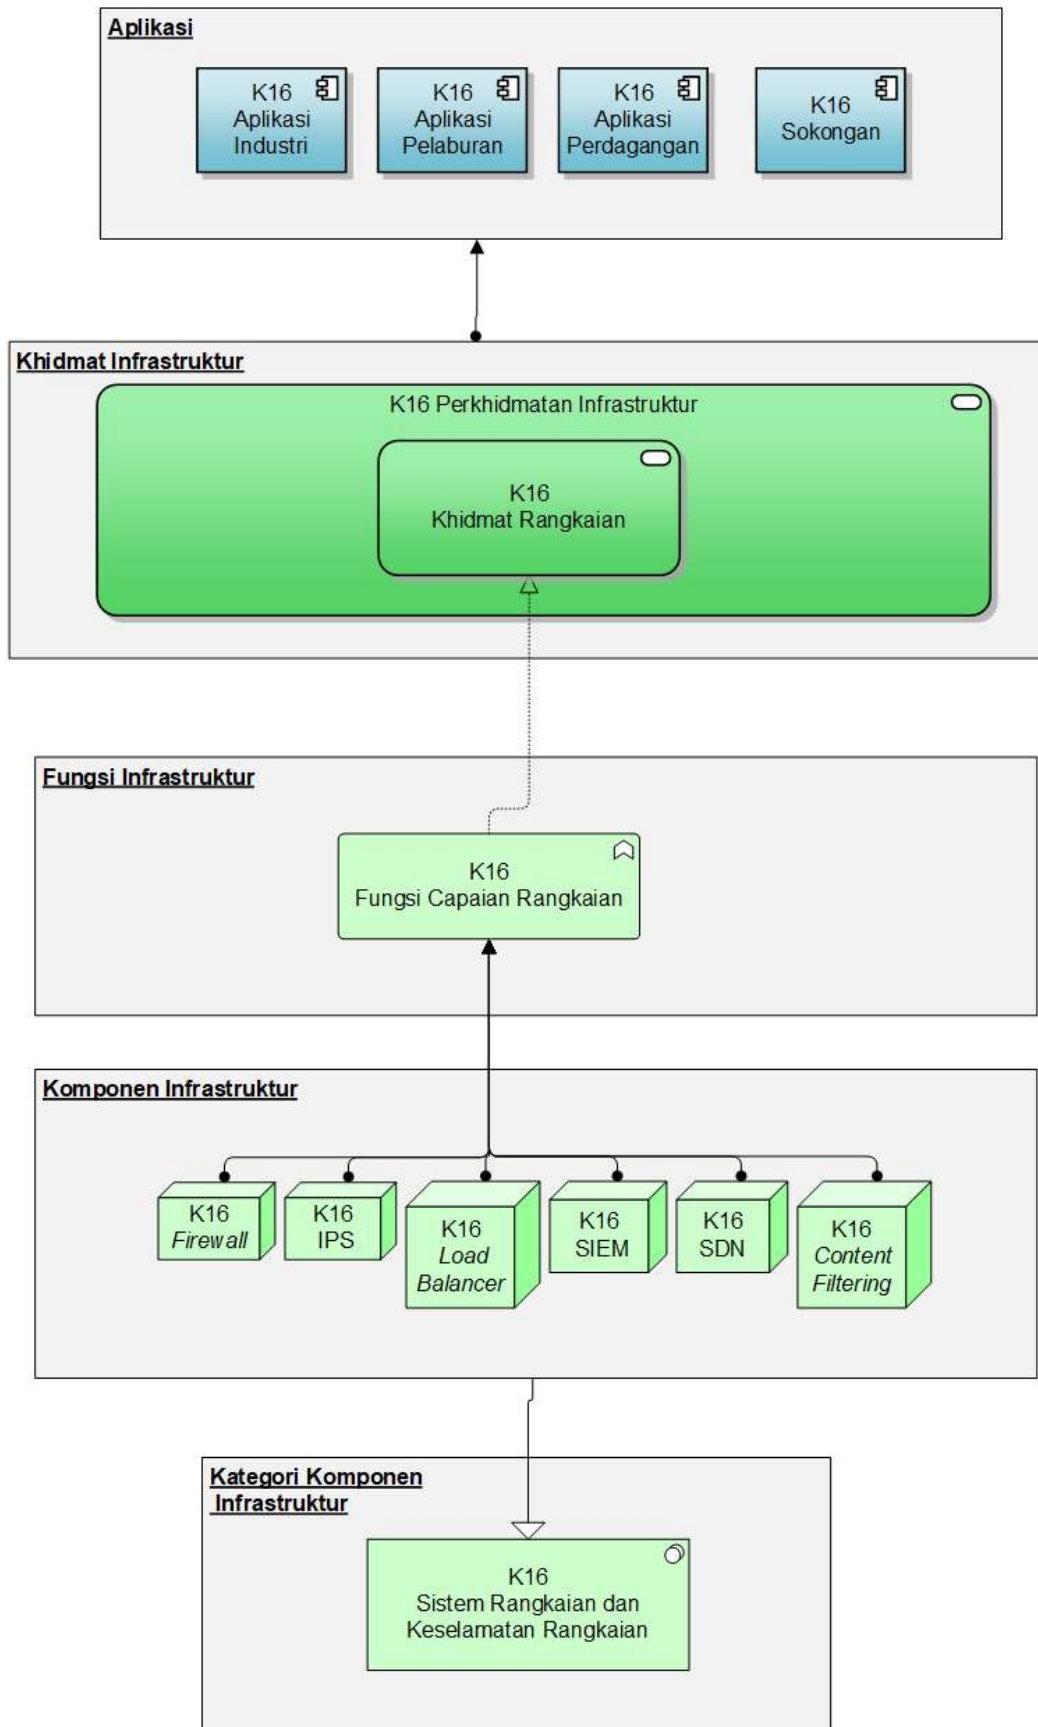 Aplikasi
K16
Aplikasi
Industri
K16
Aplikasi
Pelaburan
K16
Aplikasi
Perdagangan
K16
Sokongan
Khidmat Infrastruktur
K16 Perkhidmatan Infrastruktur
K16
Khidmat Rangkaian
Fungsi Infrastruktur
K16
Fungsi Capaian Rangkaian
Komponen Infrastruktur
K16
Firewall
K16
IPS
K16
Load
Balancer
K16
SIEM
K16
SDN
K16
Content
Filtering
Kategori Komponen
Infrastruktur
K16
Sistem Rangkaian dan
Keselamatan Rangkaian